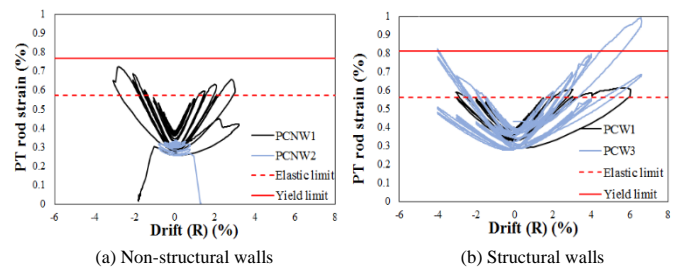 PT rod strain (%)
1
0.9
0.8
0.7
0.6
0.5
0.4
0.3
0.2
0.1
0
-6 -4 -2 0 2 4 6 8
Drift (R) (%)
PCNW1
PCNW2
Elastic limit
Yield limit
(a) Non-structural walls
PT rod strain (%)
1
0.9
0.8
0.7
0.6
0.5
0.4
0.3
0.2
0.1
0
-6 -4 -2 0 2 4 6 8
Drift (R) (%)
PCW1
PCW3
Elastic limit
Yield limit
(b) Structural walls